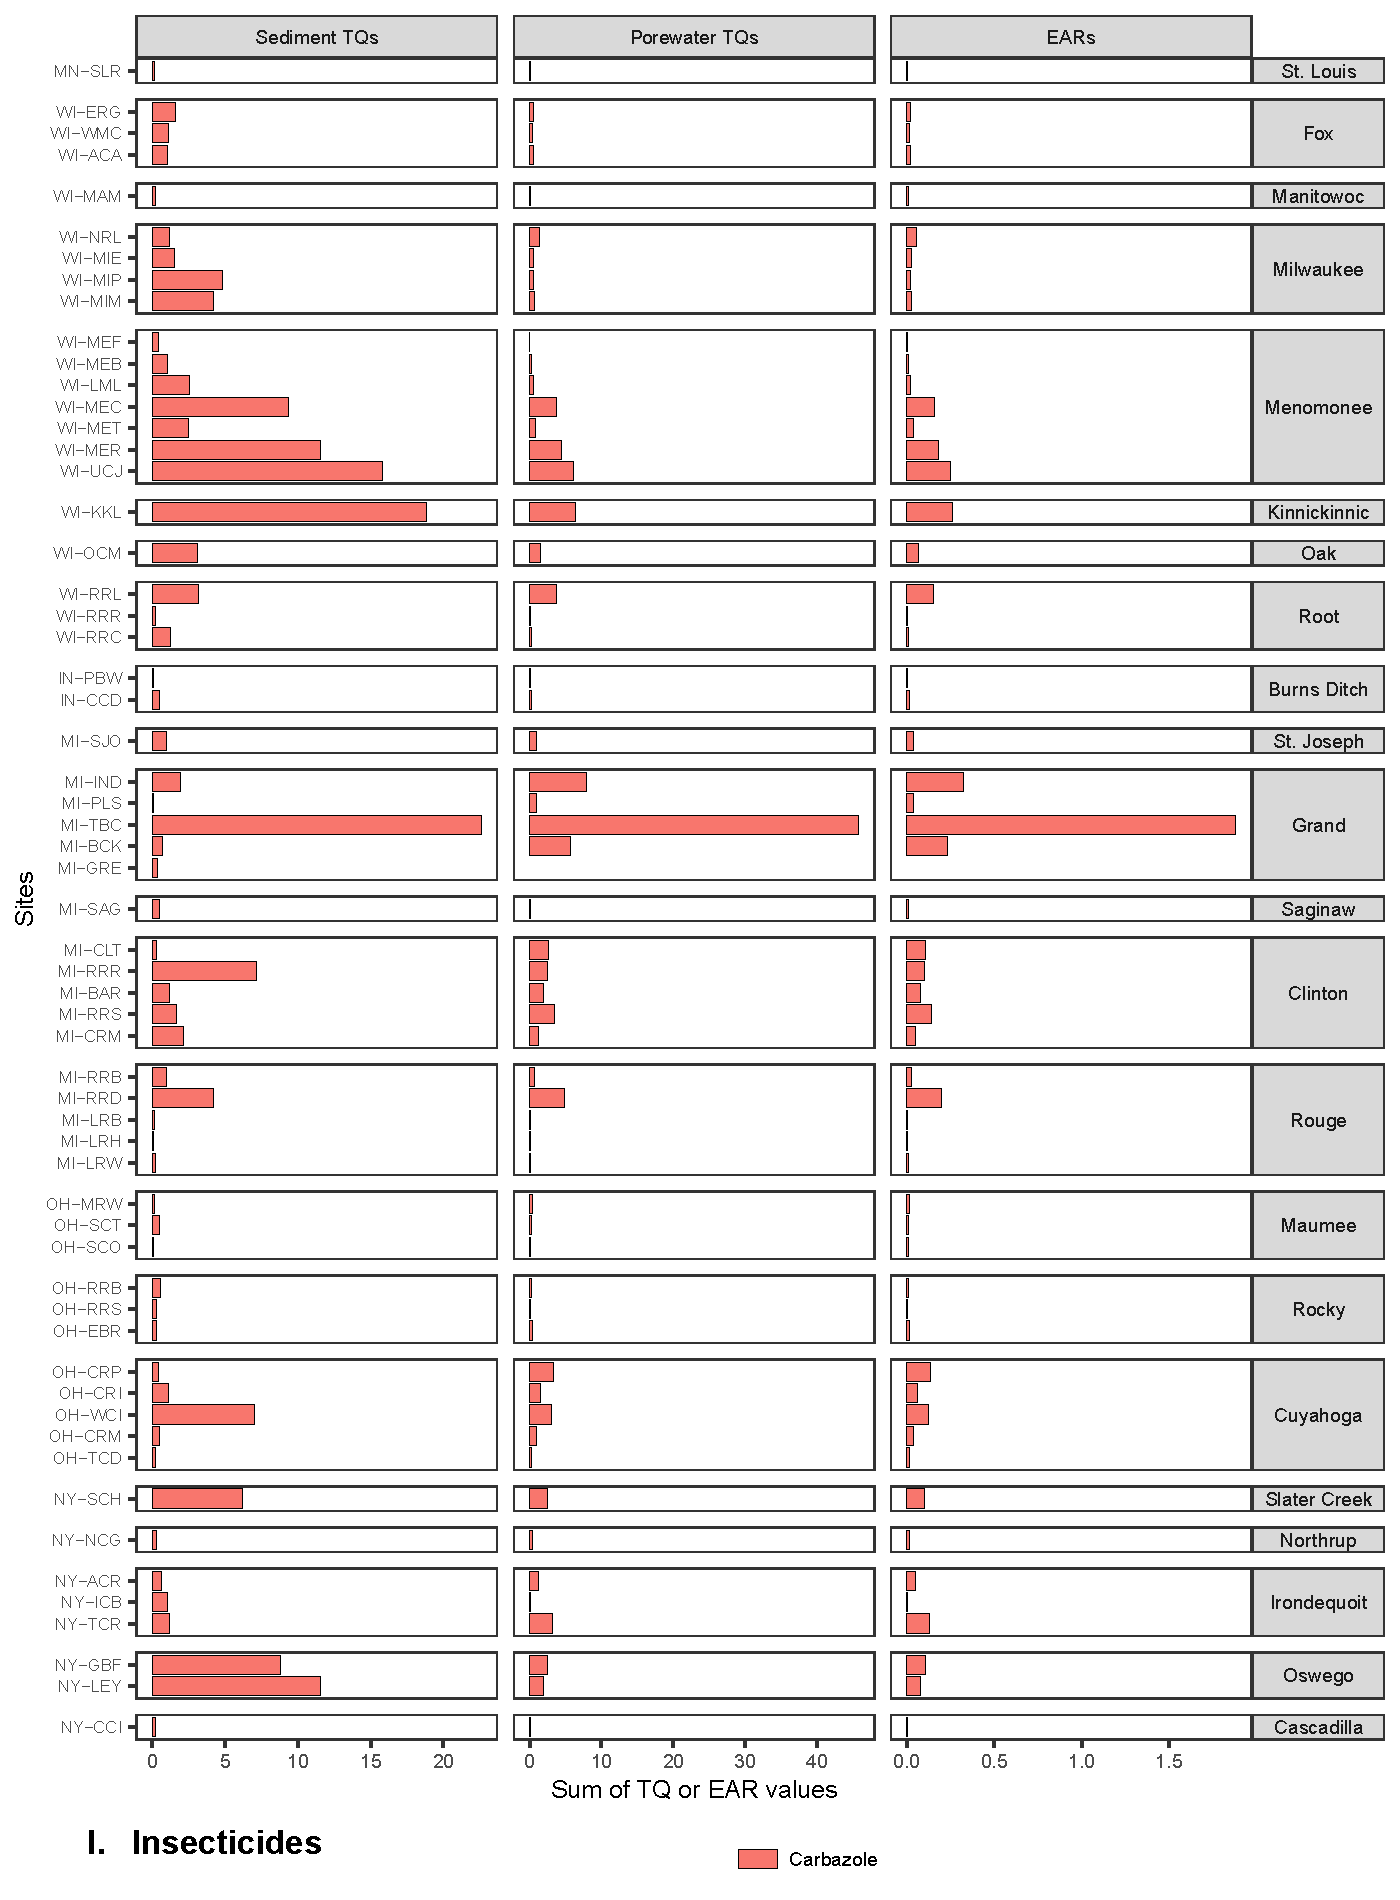 Sediment TQs Porewater TQs EARs
MN-SLR St. Louis
WI-ERG
WI-WMC Fox
WI-ACA
WI-MAM Manitowoc
WI-NRL
WI-MIE
Milwaukee
WI-MIP
WI-MIM
WI-MEF
WI-MEB
WI-LML
WI-MEC Menomonee
WI-MET
WI-MER
WI-UCJ
WI-KKL Kinnickinnic
WI-OCM Oak
WI-RRL
WI-RRR Root
WI-RRC
IN-PBW
Burns Ditch
IN-CCD
MI-SJO St. Joseph
MI-IND
MI-PLS
MI-TBC Grand
MI-BCK
MI-GRE
Sites
MI-SAG Saginaw
MI-CLT
MI-RRR
MI-BAR Clinton
MI-RRS
MI-CRM
MI-RRB
MI-RRD
MI-LRB Rouge
MI-LRH
MI-LRW
OH-MRW
OH-SCT Maumee
OH-SCO
OH-RRB
OH-RRS Rocky
OH-EBR
OH-CRP
OH-CRI
OH-WCI Cuyahoga
OH-CRM
OH-TCD
NY-SCH Slater Creek
NY-NCG Northrup
NY-ACR
NY-ICB Irondequoit
NY-TCR
NY-GBF
Oswego
NY-LEY
NY-CCI Cascadilla
0 5 10 15 20 0 10 20 30 40 0.0 0.5 1.0 1.5
Sum of TQ or EAR values
I. Insecticides
Carbazole